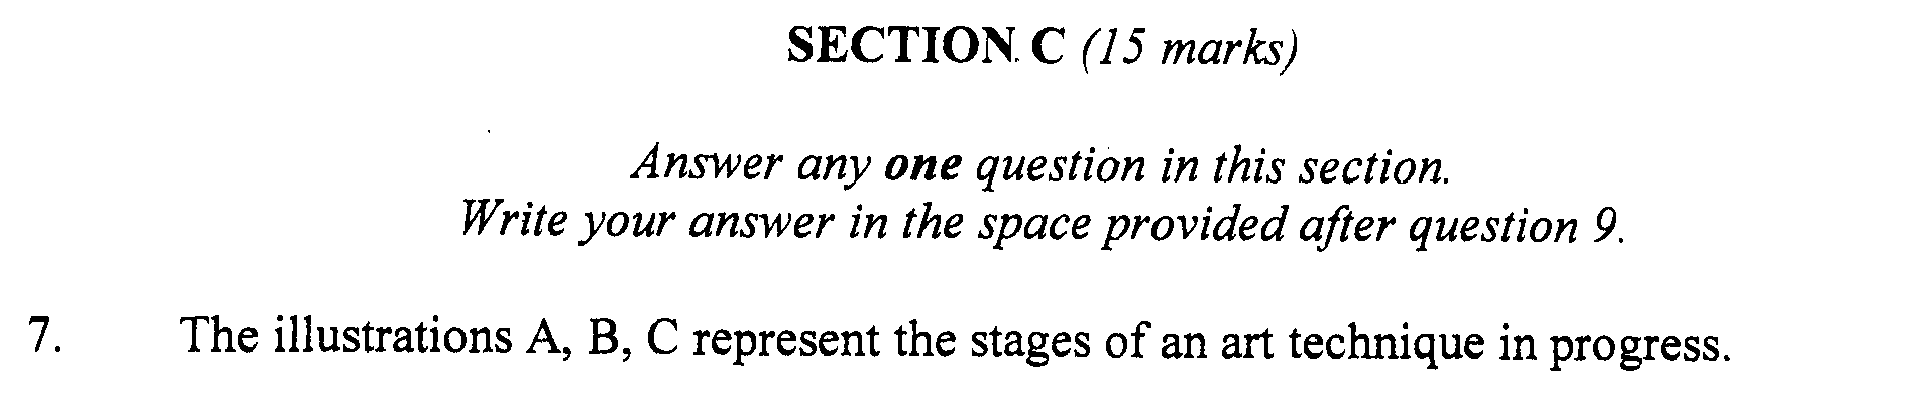 SECTION C (15 marks)
Answer any one question in this section.
Write your answer in the space provided after question 9.
7. The illustrations A, B, C represent the stages of an art technique in progress.